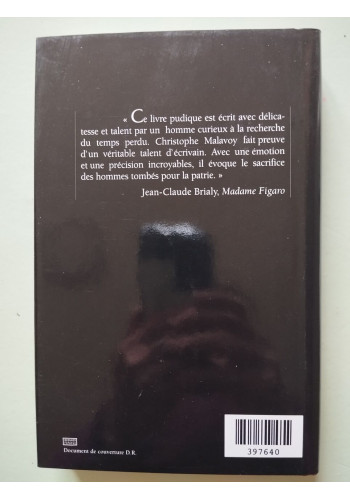 « Ce livre pudique est écrit avec délica-
tesse et talent par un homme curieux à la recherche
du temps perdu. Christophe Malavoy fait preuve
d'un véritable talent d'écrivain. Avec une émotion
et une précision incroyables, il évoque le sacrifice
des hommes tombés pour la patrie. »
Jean-Claude Brialy, Madame Figaro
Document de couverture D.R.
397640